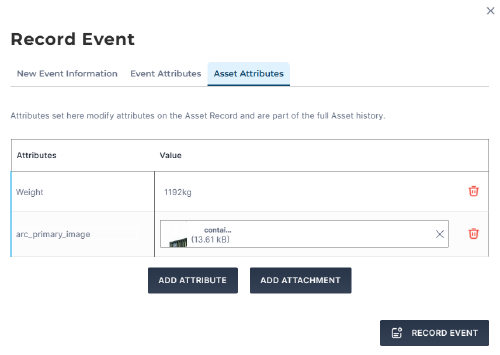 Record Event
New Event Information Event Attributes Asset Attributes
Attributes set here modify attributes on the Asset Record and are part of the full Asset history.
Attributes Value
Weight 1192kg
arc_primary_image contai...
(13.61 kB)
ADD ATTRIBUTE ADD ATTACHMENT
RECORD EVENT